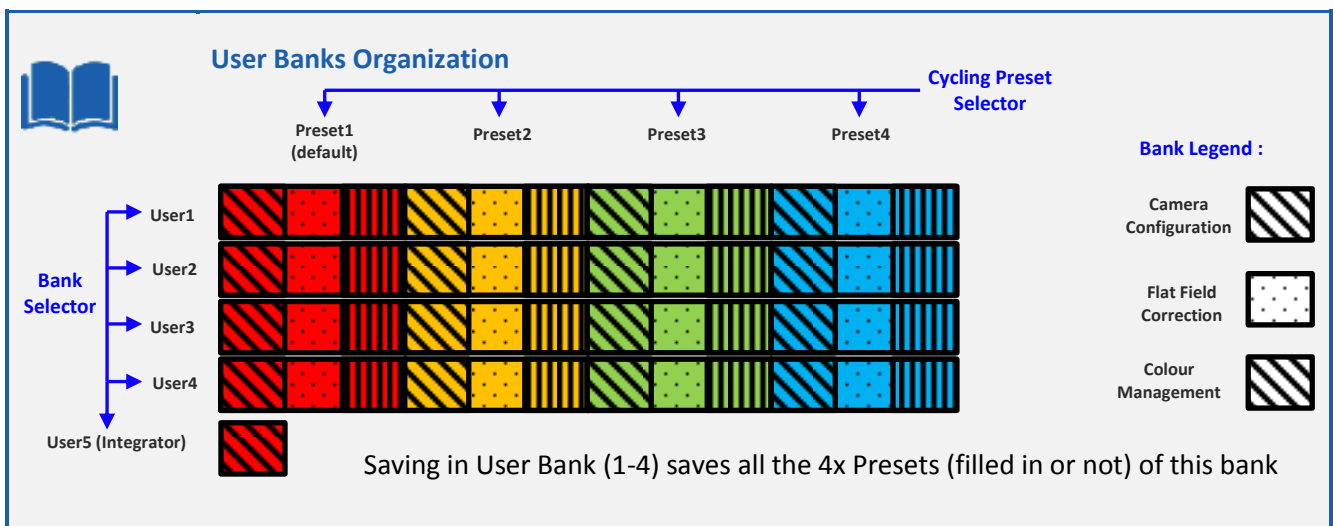 User Banks Organization
Cycling Preset
Selector
Preset1
(default)
Preset2
Preset3
Preset4
Bank Legend :
Camera
Configuration
Flat Field
Correction
Colour
Management
Bank
Selector
User1
User2
User3
User4
User5 (Integrator)
Saving in User Bank (1-4) saves all the 4x Presets (filled in or not) of this bank